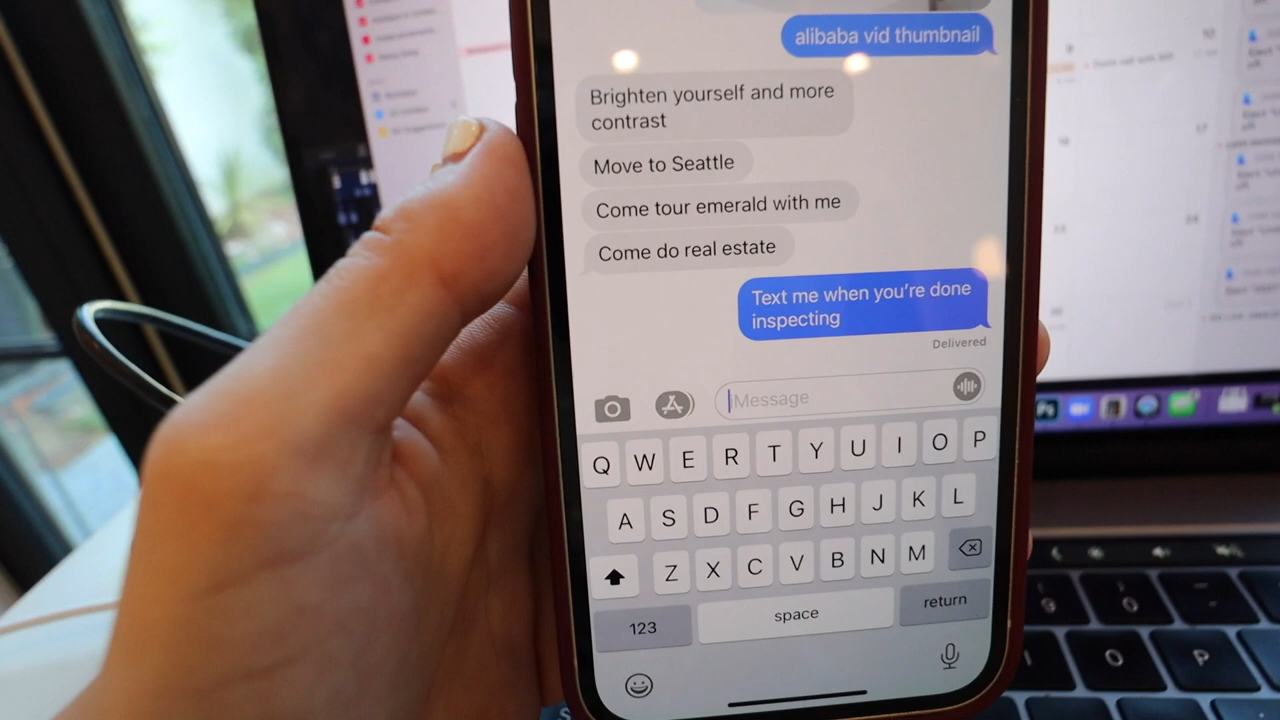 alibaba vid thumbnail
Brighten yourself and more
contrast
Move to Seattle
Come tour emerald with me
Come do real estate
Text me when you're done
inspecting
Delivered
iMessage
Q W E R T Y U I O P
A S D F G H J K L
Z X C V B N M
123 space return
O P